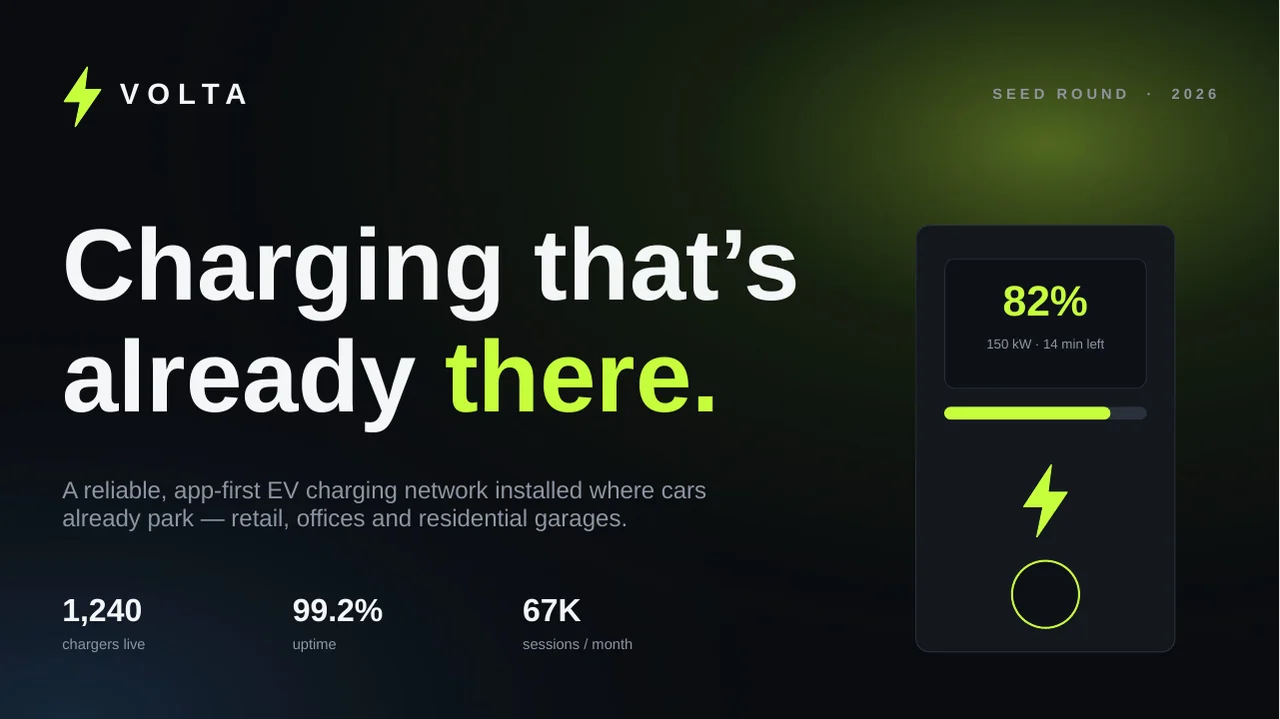 VOLTA
SEED ROUND · 2026
Charging that’s
already there.
82%
150 kW · 14 min left
A reliable, app-first EV charging network installed where cars
already park — retail, offices and residential garages.
1,240
chargers live
99.2%
uptime
67K
sessions / month